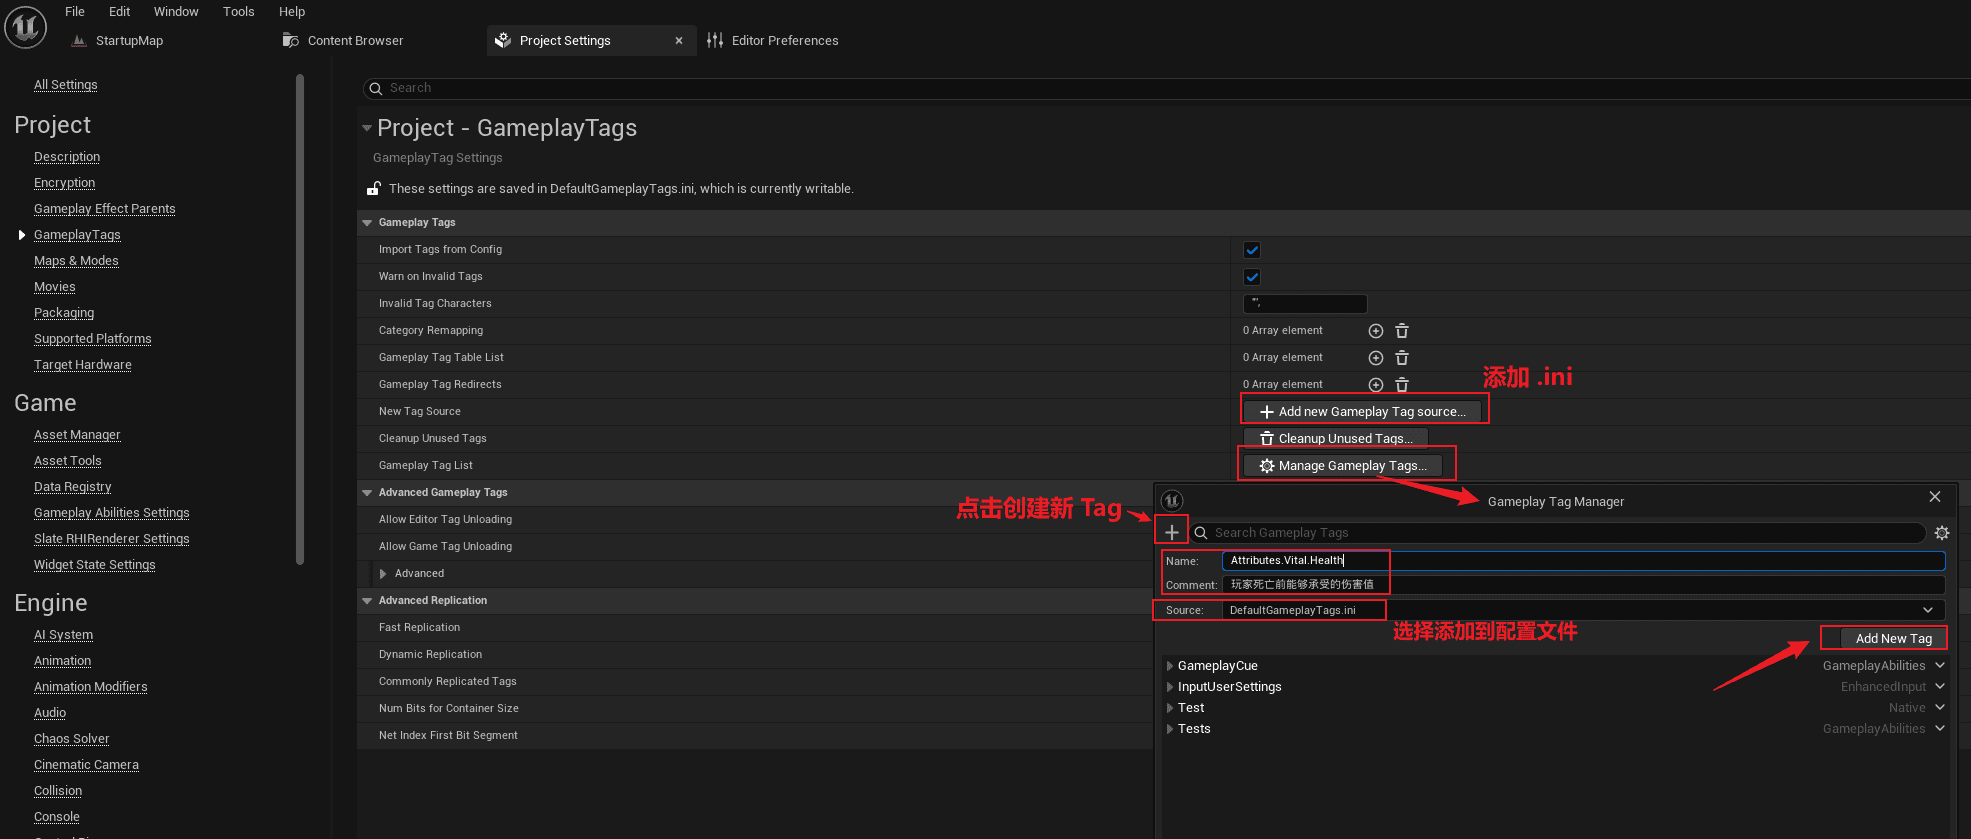 File Edit Window Tools Help
StartupMap Content Browser Project Settings Editor Preferences
All Settings
Project
Description
Encryption
Gameplay Effect Parents
GameplayTags
Maps & Modes
Movies
Packaging
Supported Platforms
Target Hardware
Game
Asset Manager
Asset Tools
Data Registry
Gameplay Abilities Settings
Slate RHIRenderer Settings
Widget State Settings
Engine
AI System
Animation
Animation Modifiers
Audio
Chaos Solver
Cinematic Camera
Collision
Console
Search
Project - GameplayTags
GameplayTag Settings
These settings are saved in DefaultGameplayTags.ini, which is currently writable.
Gameplay Tags
Import Tags from Config
Warn on Invalid Tags
Invalid Tag Characters "',
Category Remapping 0 Array element
Gameplay Tag Table List 0 Array element
Gameplay Tag Redirects 0 Array element
添加 .ini
New Tag Source Add new Gameplay Tag source...
Cleanup Unused Tags Cleanup Unused Tags...
Gameplay Tag List Manage Gameplay Tags...
Advanced Gameplay Tags
Allow Editor Tag Unloading
Allow Game Tag Unloading
Advanced
Advanced Replication
Fast Replication
Dynamic Replication
Commonly Replicated Tags
Num Bits for Container Size
Net Index First Bit Segment
点击创建新 Tag
Gameplay Tag Manager
Search Gameplay Tags
Name: Attributes.Vital.Health
Comment: 玩家死亡前能够承受的伤害值
Source: DefaultGameplayTags.ini
选择添加到配置文件
Add New Tag
GameplayCue GameplayAbilities
InputUserSettings EnhancedInput
Test Native
Tests GameplayAbilities